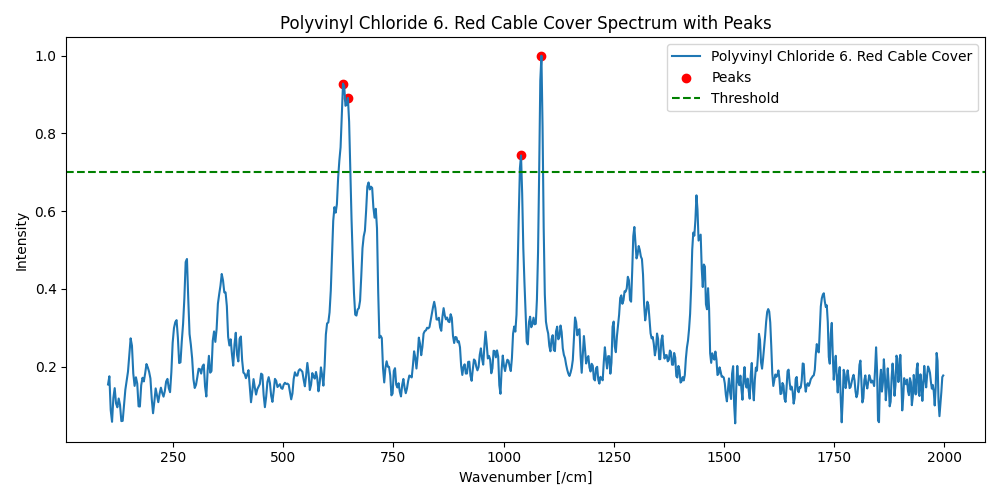 Polyvinyl Chloride 6. Red Cable Cover Spectrum with Peaks
Polyvinyl Chloride 6. Red Cable Cover
Peaks
Threshold
Intensity
1.0
0.8
0.6
0.4
0.2
250 500 750 1000 1250 1500 1750 2000
Wavenumber [/cm]